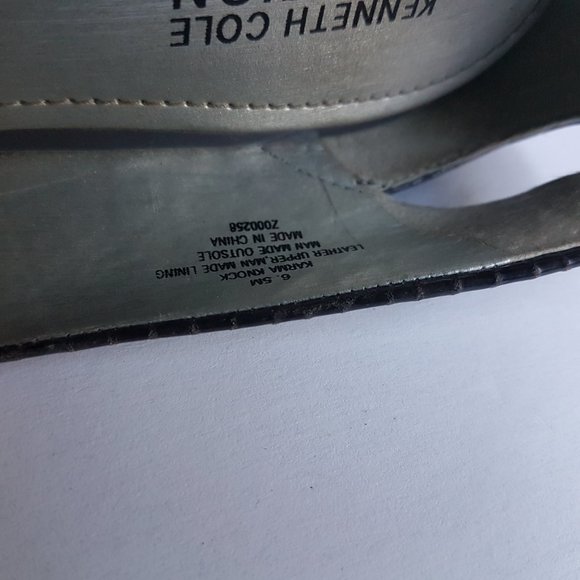 KENNETH COLE
6.5M
KARMA KNOCK
LEATHER UPPER,MAN MADE LINING
MAN MADE OUTSOLE
MADE IN CHINA
Z000258